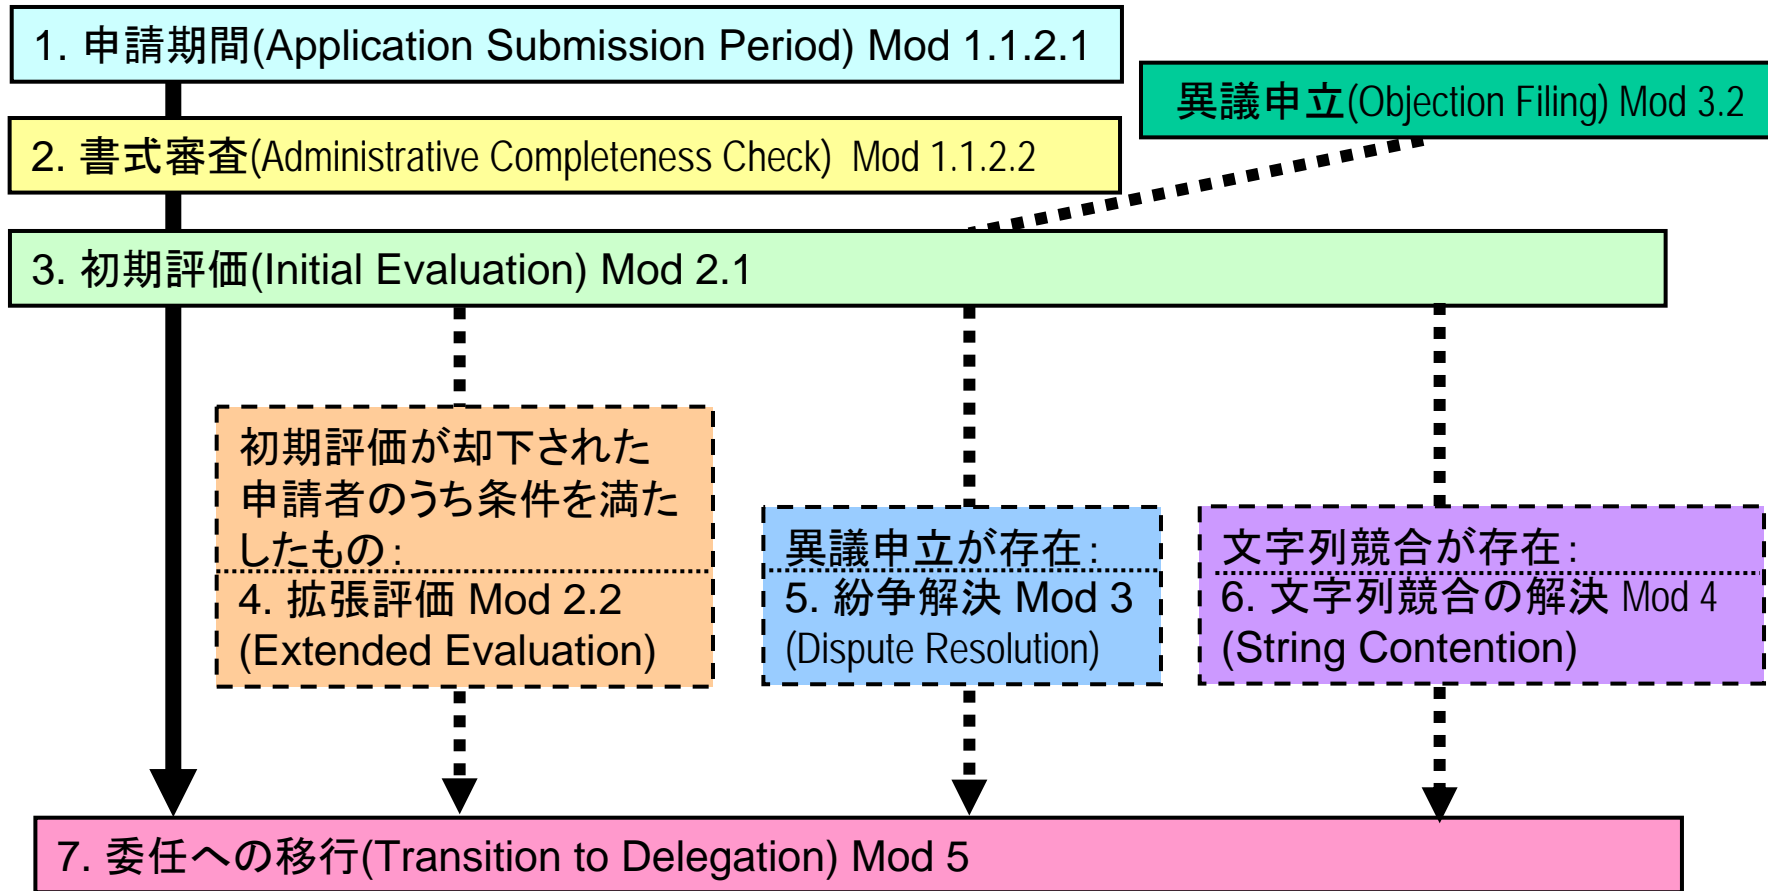 1. 申請期間(Application Submission Period) Mod 1.1.2.1
異議申立(Objection Filing) Mod 3.2
2. 書式審査(Administrative Completeness Check) Mod 1.1.2.2
3. 初期評価(Initial Evaluation) Mod 2.1
初期評価が却下された
申請者のうち条件を満た
したもの:
4. 拡張評価 Mod 2.2
(Extended Evaluation)
異議申立が存在:
5. 紛争解決 Mod 3
(Dispute Resolution)
文字列競合が存在:
6. 文字列競合の解決 Mod 4
(String Contention)
7. 委任への移行(Transition to Delegation) Mod 5